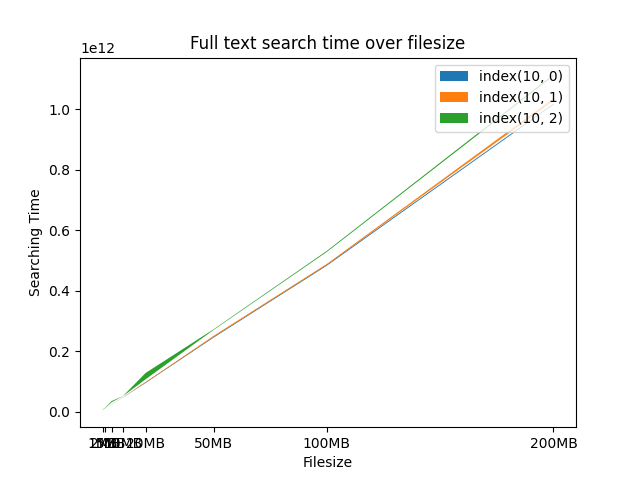 Full text search time over filesize
1e12
index(10, 0)
index(10, 1)
index(10, 2)
1.0
0.8
0.6
0.4
0.2
0.0
Searching Time
50MB
100MB
200MB
Filesize